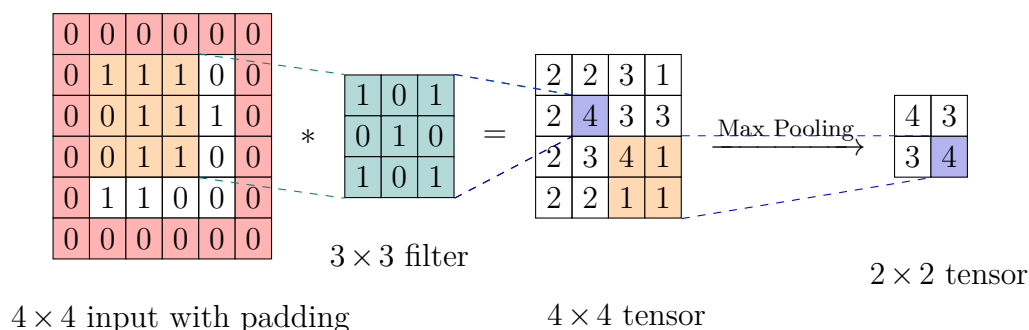 0 0 0 0 0 0
0 1 1 1 0 0
0 0 1 1 1 0
0 0 1 1 0 0
0 1 1 0 0 0
0 0 0 0 0 0
*
1 0 1
0 1 0
1 0 1
=
2 2 3 1
2 4 3 3
2 3 4 1
2 2 1 1
Max Pooling
4 3
3 4
4 × 4 input with padding
3 × 3 filter
4 × 4 tensor
2 × 2 tensor